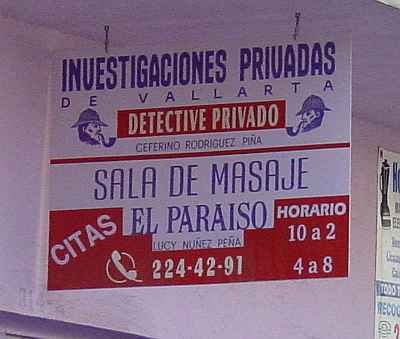 INVESTIGACIONES PRIVADAS
DE VALLARTA
DETECTIVE PRIVADO
CEFERINO RODRIGUEZ PIÑA
SALA DE MASAJE
CITAS
EL PARAISO
LUCY NUÑEZ PEÑA
224-42-91
HORARIO
10 a 2
4 a 8